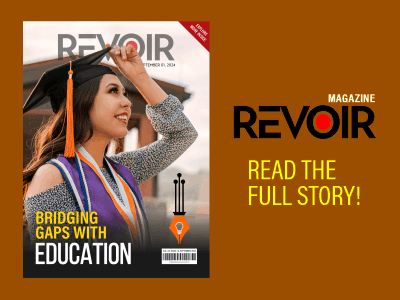 REVOIR
SEPTEMBER 01, 2024
BRIDGING
GAPS WITH
EDUCATION
MAGAZINE
REVOIR
READ THE
FULL STORY!